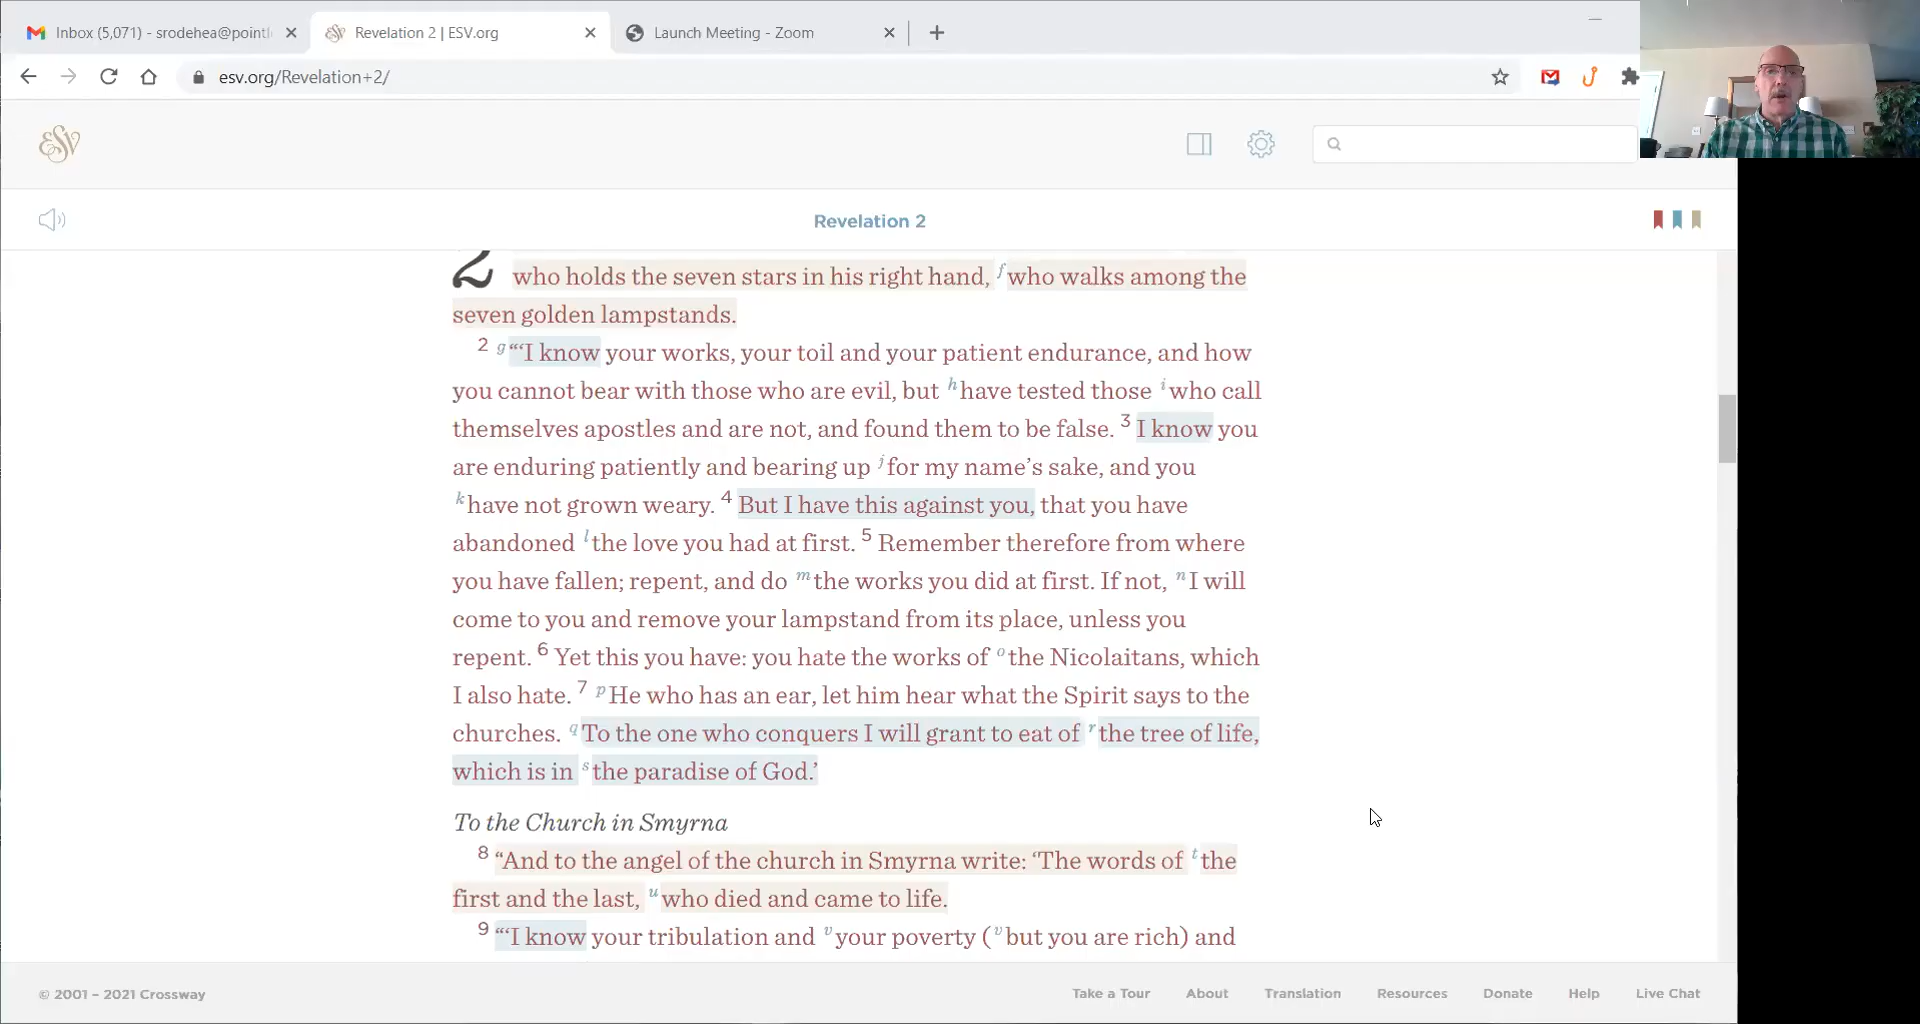 Inbox (5,071) - srodehea@pointl
Revelation 2 | ESV.org
Launch Meeting - Zoom
esv.org/Revelation+2/
ESV
Revelation 2
2 who holds the seven stars in his right hand, f who walks among the
seven golden lampstands.
2 g “‘I know your works, your toil and your patient endurance, and how
you cannot bear with those who are evil, but h have tested those i who call
themselves apostles and are not, and found them to be false. 3 I know you
are enduring patiently and bearing up j for my name’s sake, and you
k have not grown weary. 4 But I have this against you, that you have
abandoned l the love you had at first. 5 Remember therefore from where
you have fallen; repent, and do m the works you did at first. If not, n I will
come to you and remove your lampstand from its place, unless you
repent. 6 Yet this you have: you hate the works of o the Nicolaitans, which
I also hate. 7 p He who has an ear, let him hear what the Spirit says to the
churches. q To the one who conquers I will grant to eat of r the tree of life,
which is in s the paradise of God.’
To the Church in Smyrna
8 “And to the angel of the church in Smyrna write: ‘The words of t the
first and the last, u who died and came to life.
9 “‘I know your tribulation and v your poverty ( v but you are rich) and
© 2001 – 2021 Crossway
Take a Tour
About
Translation
Resources
Donate
Help
Live Chat